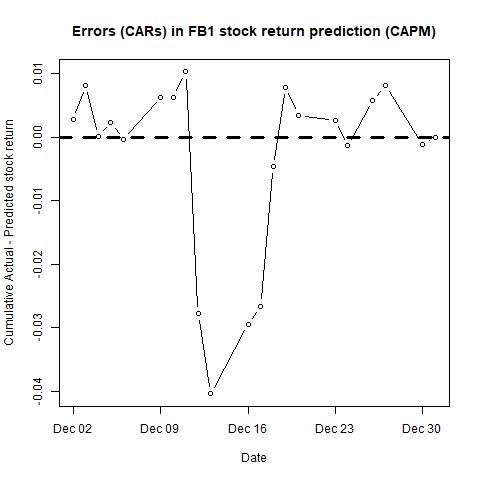 Errors (CARs) in FB1 stock return prediction (CAPM)
Cumulative Actual - Predicted stock return
0.01
0.00
-0.01
-0.02
-0.03
-0.04
Dec 02 Dec 09 Dec 16 Dec 23 Dec 30
Date